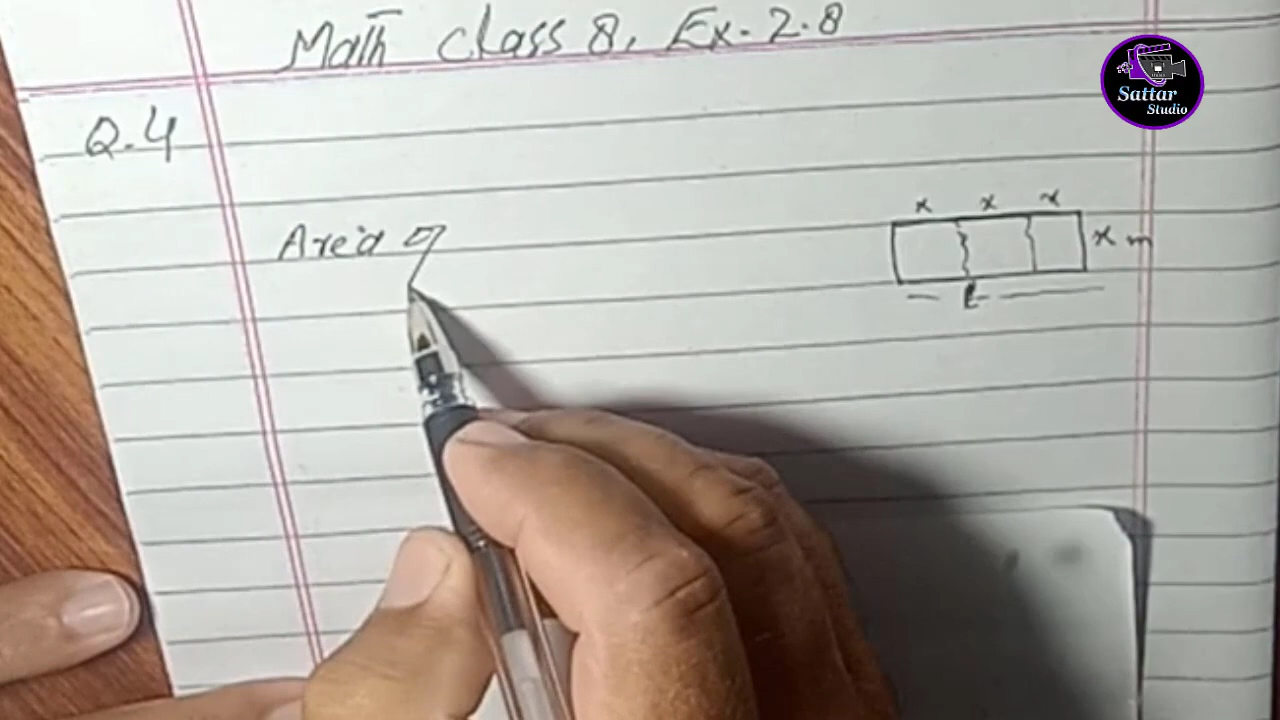 Math class 8, Ex. 2.8
Sattar
Studio
Q.4
x x x
Area of
x m
l